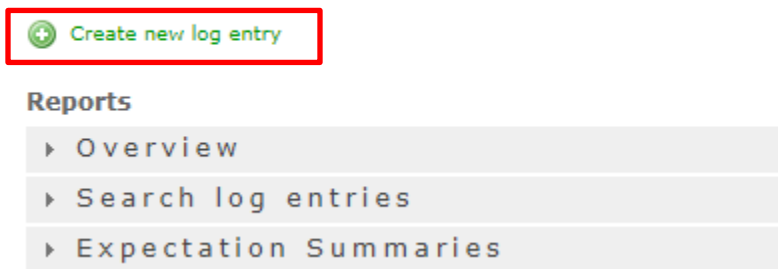 Create new log entry
Reports
Overview
Search log entries
Expectation Summaries